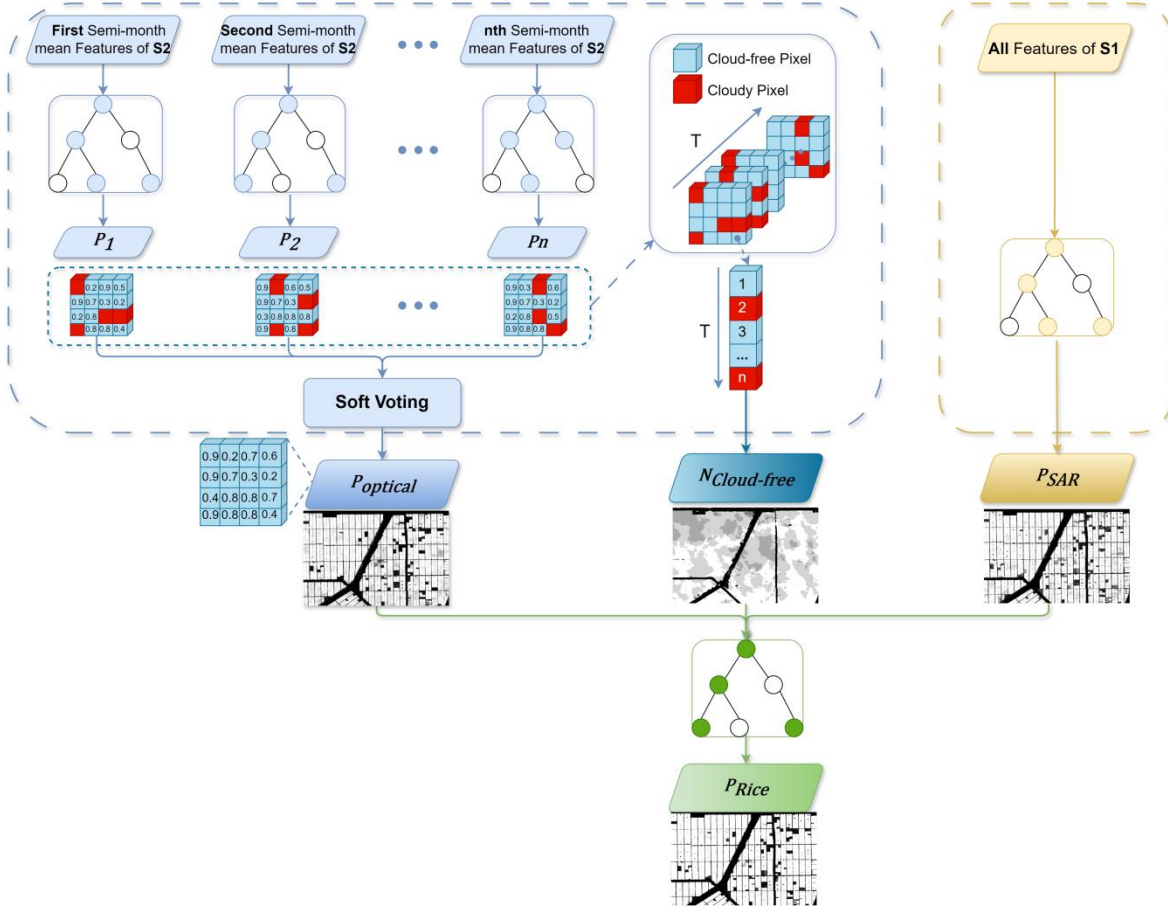 First Semi-month
mean Features of S2
Second Semi-month
mean Features of S2
nth Semi-month
mean Features of S2
All Features of S1
Cloud-free Pixel
Cloudy Pixel
T
P1
P2
Pn
0.2 0.9 0.5
0.9 0.7 0.3 0.2
0.2 0.8
0.8 0.8 0.4
0.9 0.6 0.5
0.9 0.7 0.3
0.3 0.8 0.8 0.8
0.9 0.8
0.9 0.3 0.6
0.9 0.7 0.3 0.2
0.2 0.8 0.5
0.9 0.8 0.8
T
1
2
3
...
n
Soft Voting
0.9 0.2 0.7 0.6
0.9 0.7 0.3 0.2
0.4 0.8 0.8 0.7
0.9 0.8 0.8 0.4
Poptical
NCloud-free
PSAR
PRice